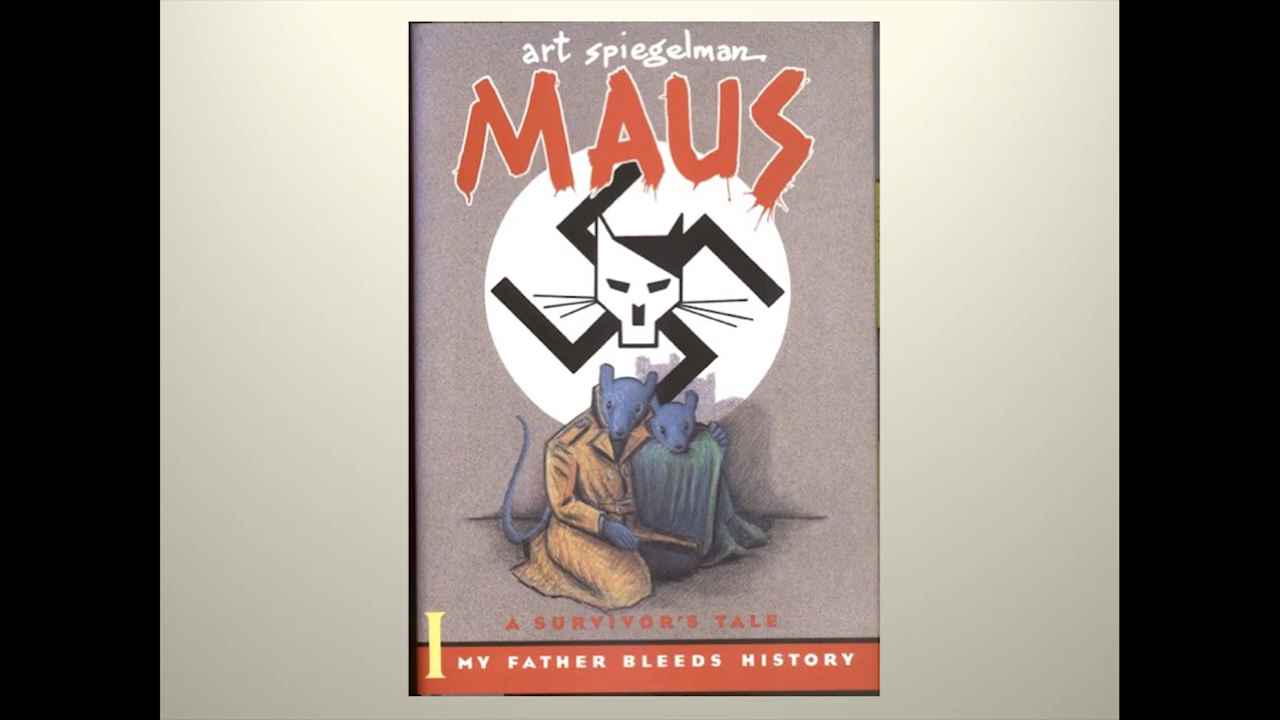 art spiegelman
MAUS
A SURVIVOR'S TALE
I
MY FATHER BLEEDS HISTORY